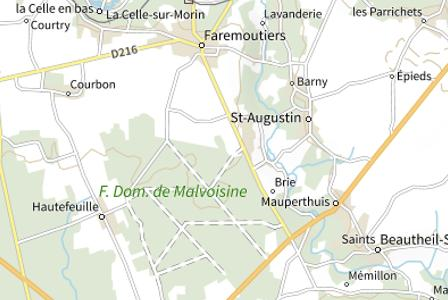 la Celle en bas
La Celle-sur-Morin
Lavanderie
les Parrichets
Courtry
Faremoutiers
D216
Épieds
Barny
Courbon
St-Augustin
F. Dom. de Malvoisine
Brie
Hautefeuille
Mauperthuis
Saints
Beautheil-S
Mémillon
Ma